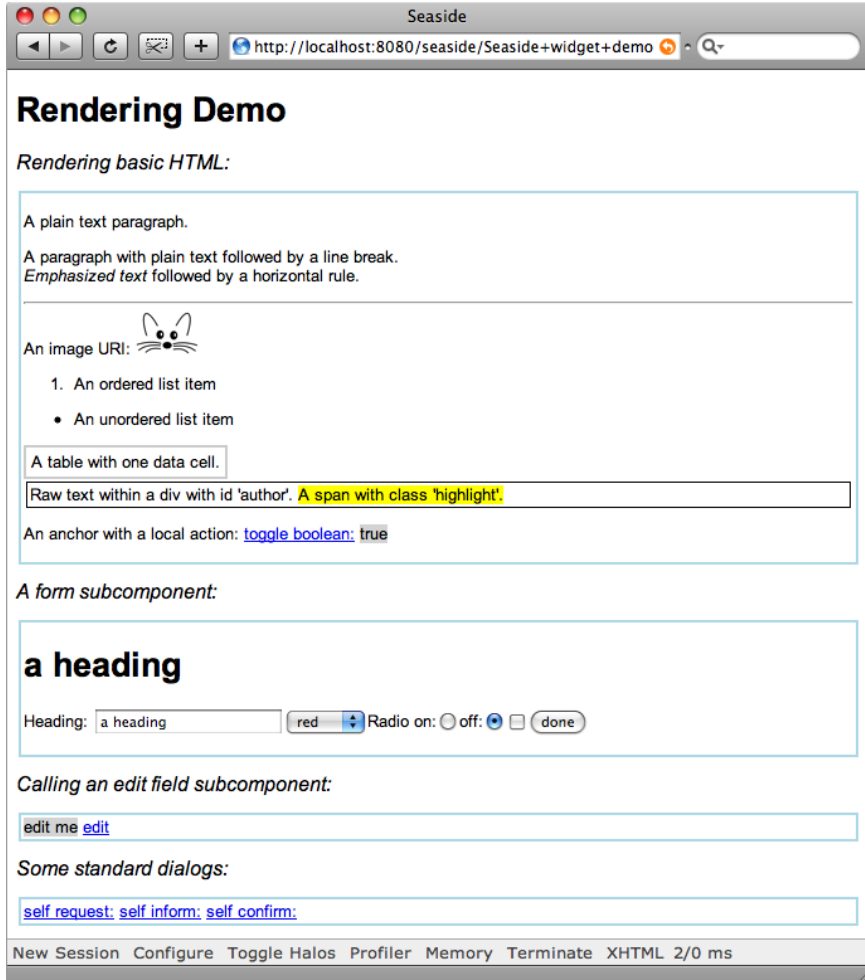 Seaside
http://localhost:8080/seaside/Seaside+widget+demo
Rendering Demo
Rendering basic HTML:
A plain text paragraph.
A paragraph with plain text followed by a line break.
Emphasized text followed by a horizontal rule.
An image URI:
1. An ordered list item
• An unordered list item
A table with one data cell.
Raw text within a div with id 'author'. A span with class 'highlight'.
An anchor with a local action: toggle boolean: true
A form subcomponent:
a heading
Heading: a heading red Radio on: off: done
Calling an edit field subcomponent:
edit me edit
Some standard dialogs:
self request: self inform: self confirm:
New Session Configure Toggle Halos Profiler Memory Terminate XHTML 2/0 ms